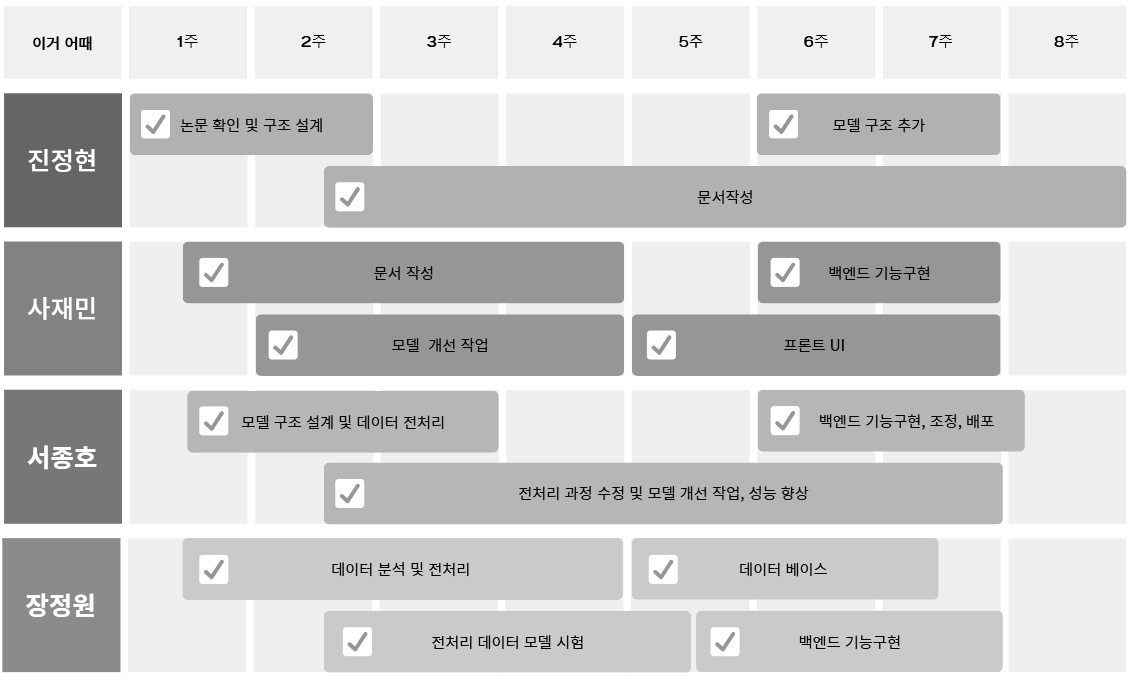 이거 어때
1주
2주
3주
4주
5주
6주
7주
8주
진정현
논문 확인 및 구조 설계
모델 구조 추가
문서작성
사재민
문서 작성
백엔드 기능구현
모델 개선 작업
프론트 UI
서종호
모델 구조 설계 및 데이터 전처리
백엔드 기능구현, 조정, 배포
전처리 과정 수정 및 모델 개선 작업, 성능 향상
장정원
데이터 분석 및 전처리
데이터 베이스
전처리 데이터 모델 시험
백엔드 기능구현